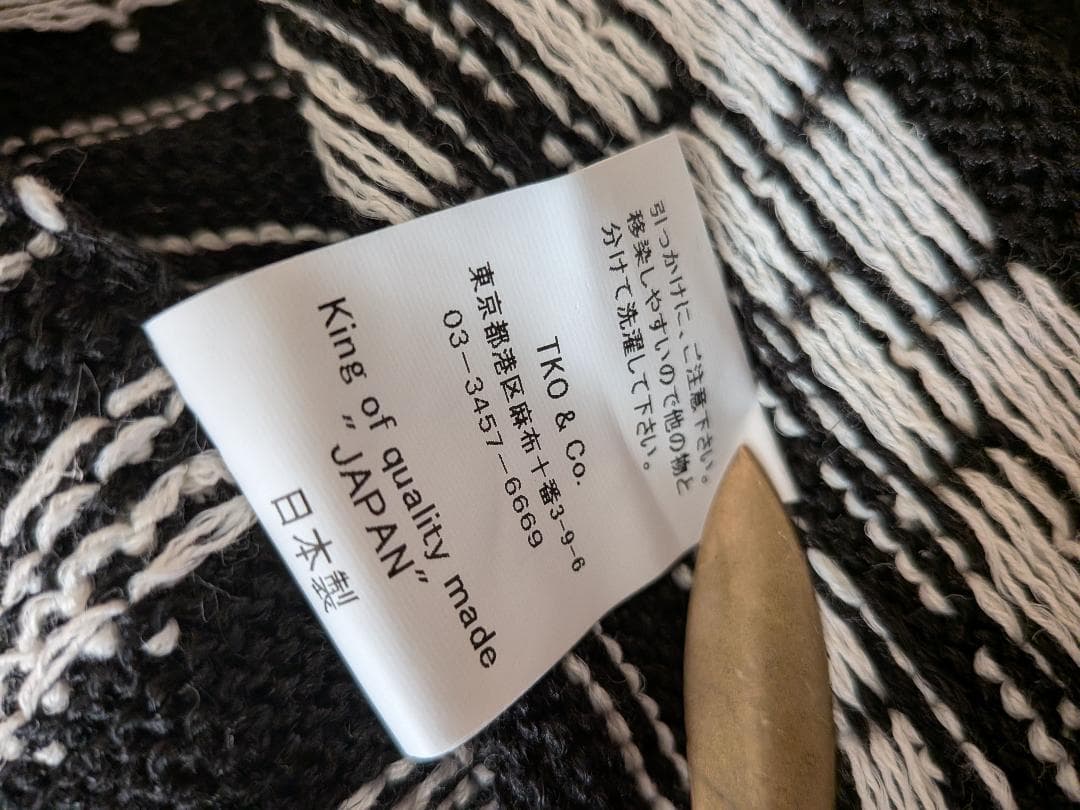 引っかけに、ご注意下さい。
移染しやすいので他の物と
分けて洗濯して下さい。
TKO & Co.
東京都港区麻布十番3-9-6
03-3457-6669
King of quality made
"JAPAN"
日本製